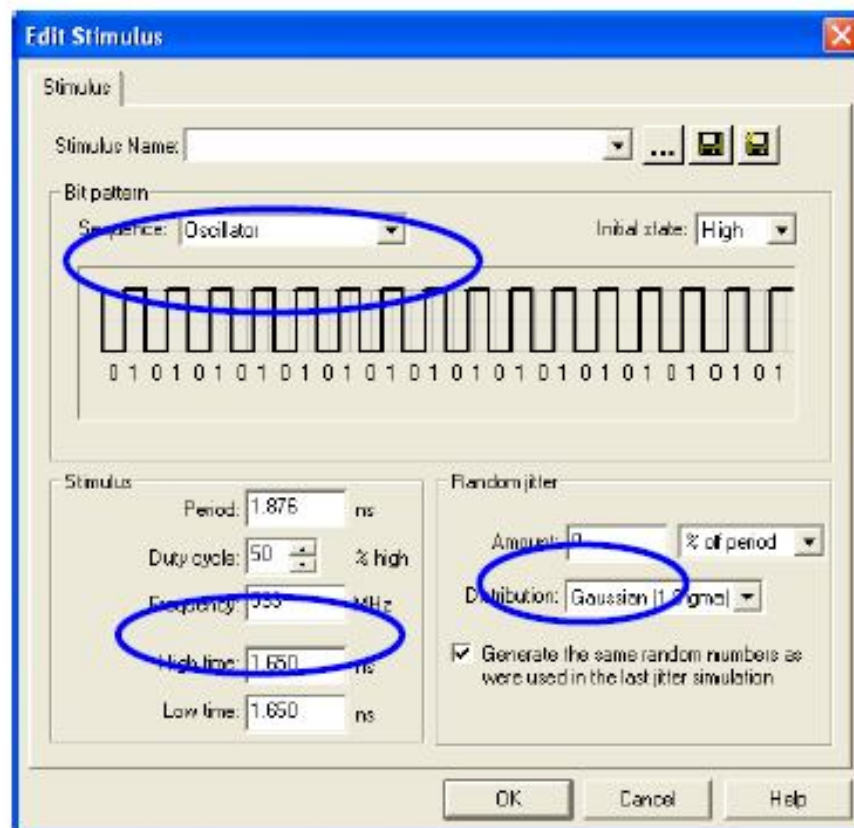 Edit Stimulus
Stimulus
Stimulus Name:
...
Bit pattern
Sequence: Oscillator
Initial state: High
0 1 0 1 0 1 0 1 0 1 0 1 0 1 0 1 0 1 0 1 0 1 0 1 0 1 0 1 0 1 0 1
Stimulus
Period: 1.876 ns
Duty cycle: 50 % high
Frequency: 533 MHz
High time: 1.650 ns
Low time: 1.650 ns
Random jitter
Amount: 0 % of period
Distribution: Gaussian (1 Sigma)
Generate the same random numbers as
were used in the last jitter simulation
OK
Cancel
Help